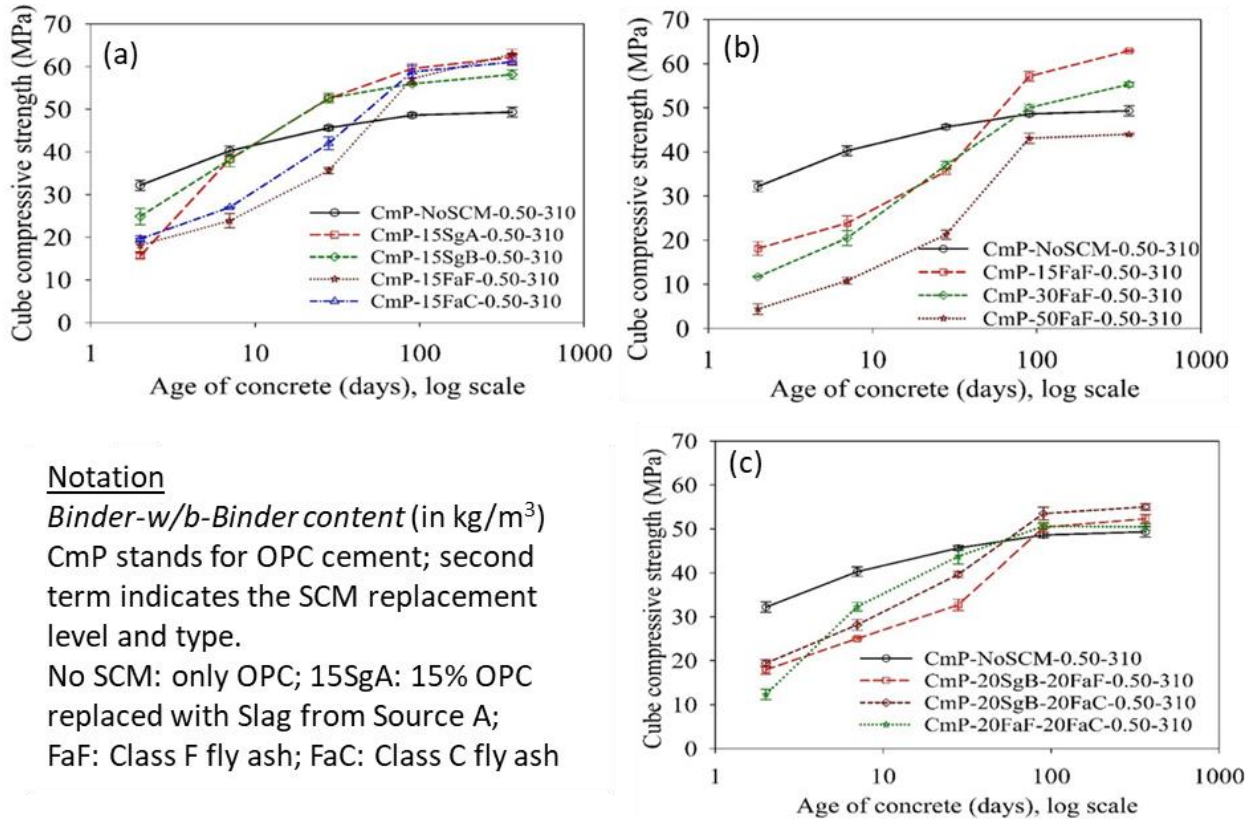 (a)
Cube compressive strength (MPa)
70
60
50
40
30
20
10
0
CmP-NoSCM-0.50-310
CmP-15SgA-0.50-310
CmP-15SgB-0.50-310
CmP-15FaF-0.50-310
CmP-15FaC-0.50-310
1 10 100 1000
Age of concrete (days), log scale
(b)
Cube compressive strength (MPa)
70
60
50
40
30
20
10
0
CmP-NoSCM-0.50-310
CmP-15FaF-0.50-310
CmP-30FaF-0.50-310
CmP-50FaF-0.50-310
1 10 100 1000
Age of concrete (days), log scale
Notation
Binder-w/b-Binder content (in kg/m³)
CmP stands for OPC cement; second
term indicates the SCM replacement
level and type.
No SCM: only OPC; 15SgA: 15% OPC
replaced with Slag from Source A;
FaF: Class F fly ash; FaC: Class C fly ash
(c)
Cube compressive strength (MPa)
70
60
50
40
30
20
10
0
CmP-NoSCM-0.50-310
CmP-20SgB-20FaF-0.50-310
CmP-20SgB-20FaC-0.50-310
CmP-20FaF-20FaC-0.50-310
1 10 100 1000
Age of concrete (days), log scale